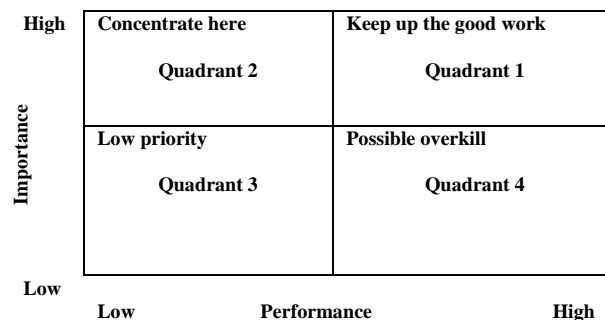 High
Concentrate here
Keep up the good work
Quadrant 2
Quadrant 1
Importance
Low priority
Possible overkill
Quadrant 3
Quadrant 4
Low
Low
Performance
High